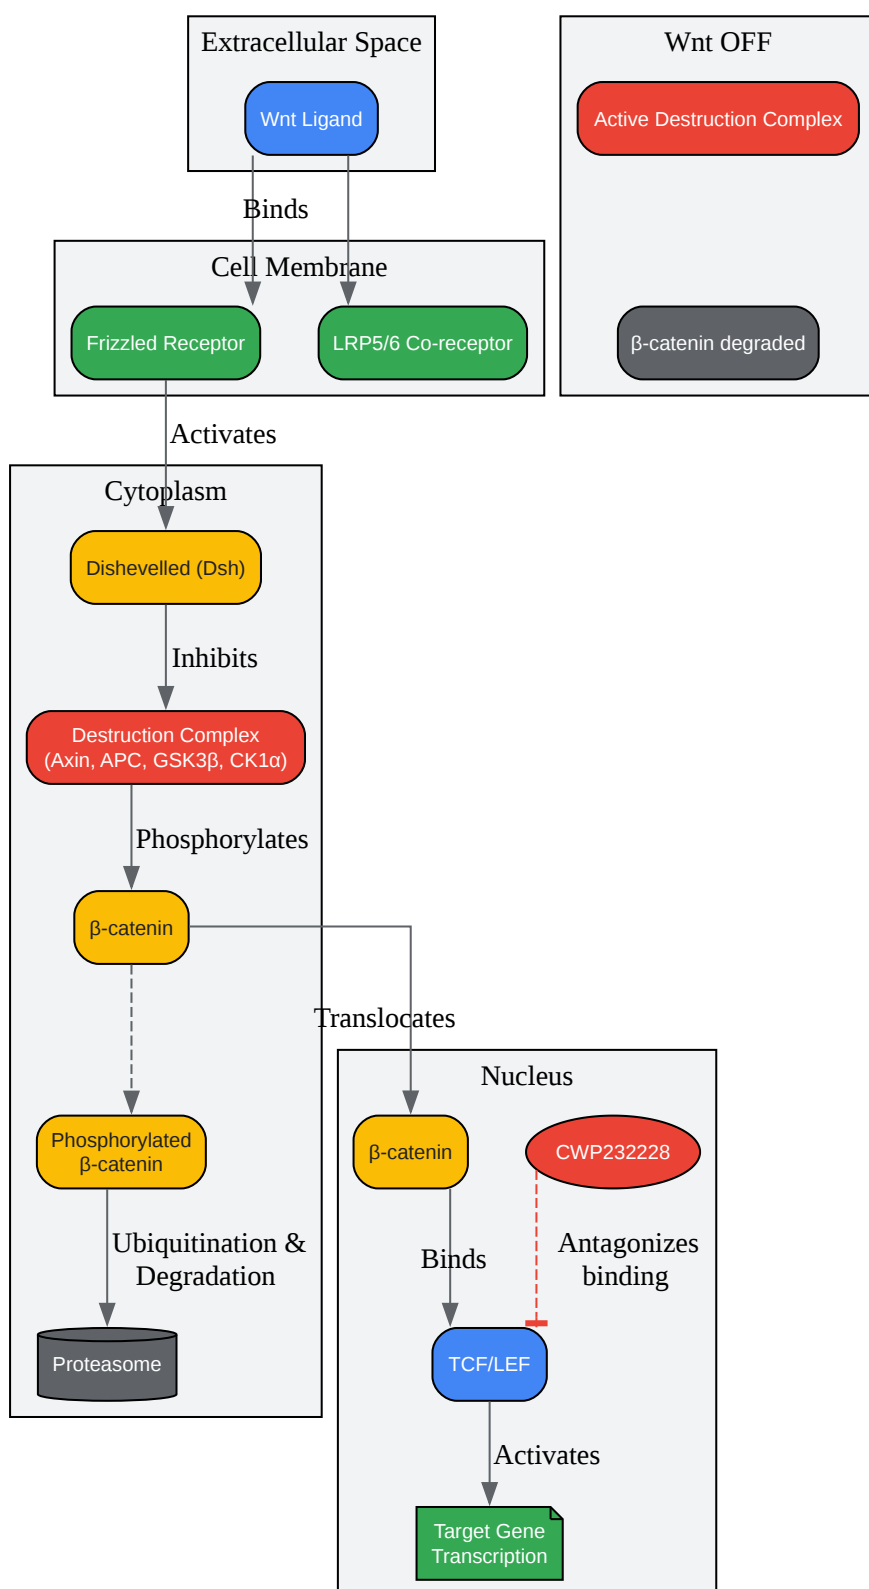 Extracellular Space
Wnt OFF
Wnt Ligand
Active Destruction Complex
Binds
Cell Membrane
Frizzled Receptor
LRP5/6 Co-receptor
β-catenin degraded
Activates
Cytoplasm
Dishevelled (Dsh)
Inhibits
Destruction Complex
(Axin, APC, GSK3β, CK1α)
Phosphorylates
β-catenin
Translocates
Nucleus
Phosphorylated
β-catenin
β-catenin
CWP232228
Ubiquitination &
Degradation
Binds
Antagonizes
binding
Proteasome
TCF/LEF
Activates
Target Gene
Transcription